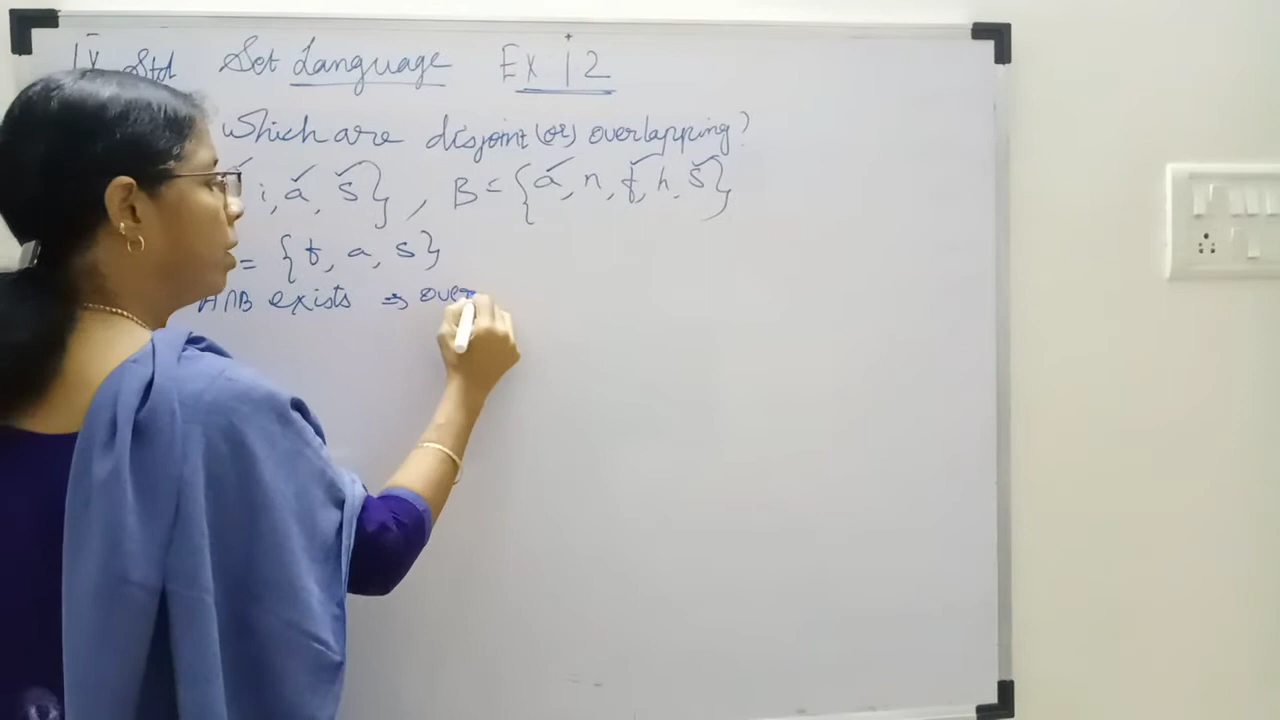 IX Std Set Language Ex 1.2
Which are disjoint (or) overlapping?
i, a, s} , B = {a, n, f, h, s}
= {f, a, s}
A∩B exists ⇒ over